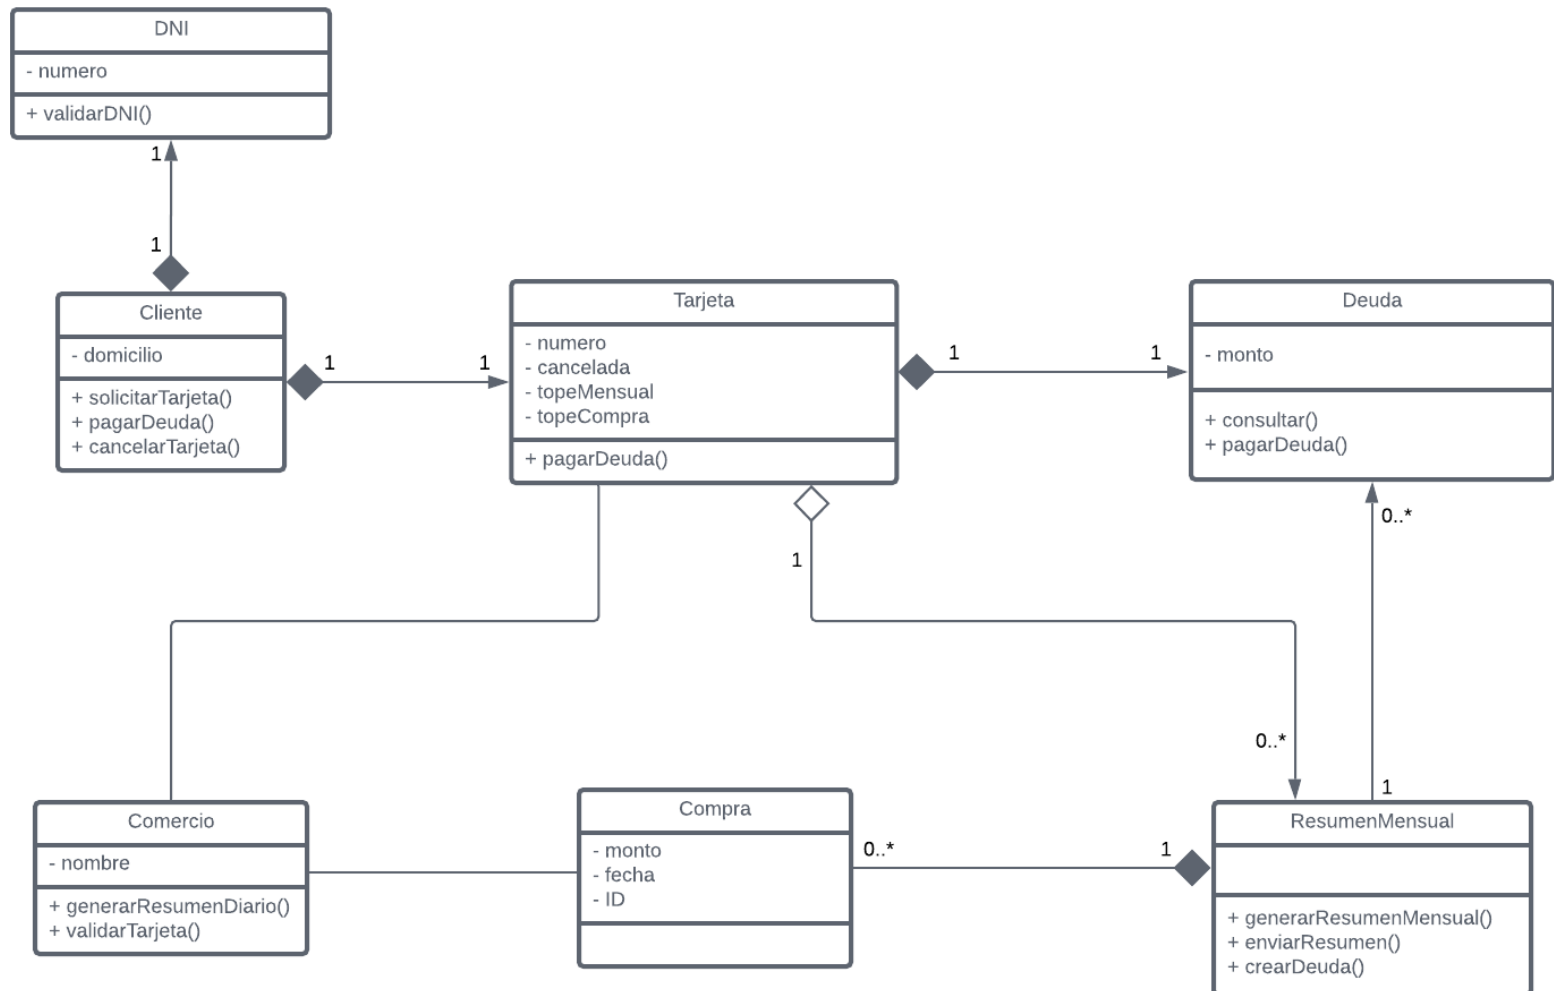 DNI
- numero
+ validarDNI()
1
1
Cliente
- domicilio
+ solicitarTarjeta()
+ pagarDeuda()
+ cancelarTarjeta()
1
1
Tarjeta
- numero
- cancelada
- topeMensual
- topeCompra
+ pagarDeuda()
1
1
Deuda
- monto
+ consultar()
+ pagarDeuda()
0..*
1
0..*
1
Comercio
- nombre
+ generarResumenDiario()
+ validarTarjeta()
Compra
- monto
- fecha
- ID
0..*
1
ResumenMensual
+ generarResumenMensual()
+ enviarResumen()
+ crearDeuda()